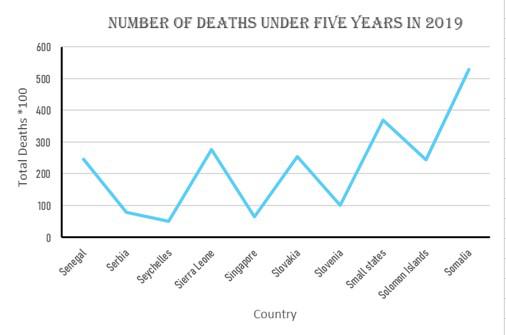 NUMBER OF DEATHS UNDER FIVE YEARS IN 2019
600
500
400
300
200
100
0
Total Deaths *100
Senegal
Serbia
Seychelles
Sierra Leone
Singapore
Slovakia
Slovenia
Small states
Solomon Islands
Somalia
Country